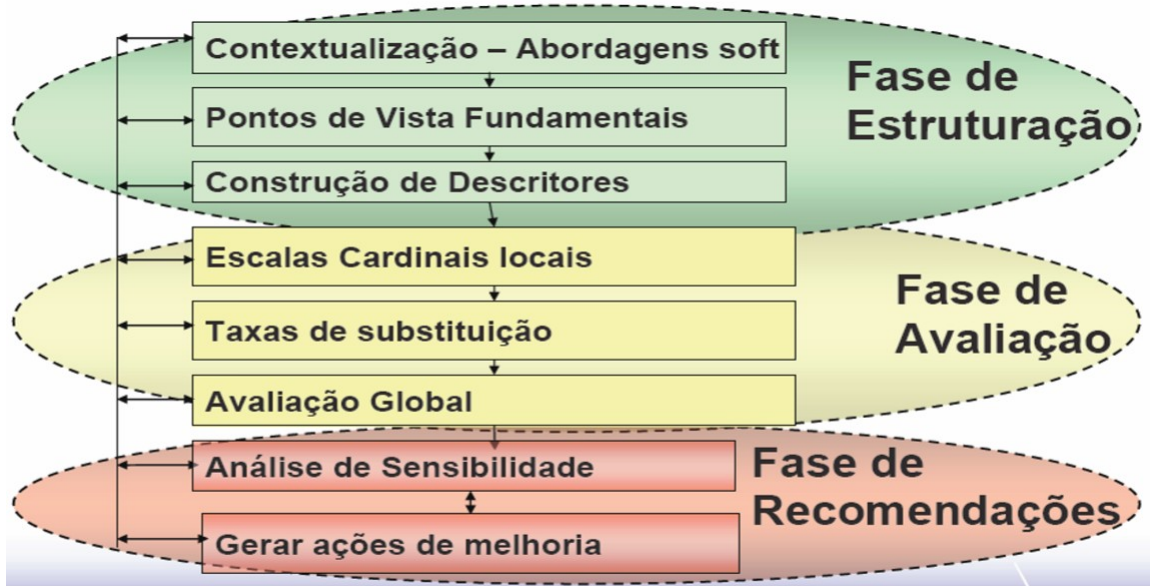 Contextualização – Abordagens soft
Fase de
Estruturação
Pontos de Vista Fundamentais
Construção de Descritores
Escalas Cardinais locais
Fase de
Avaliação
Taxas de substituição
Avaliação Global
Análise de Sensibilidade
Fase de
Recomendações
Gerar ações de melhoria